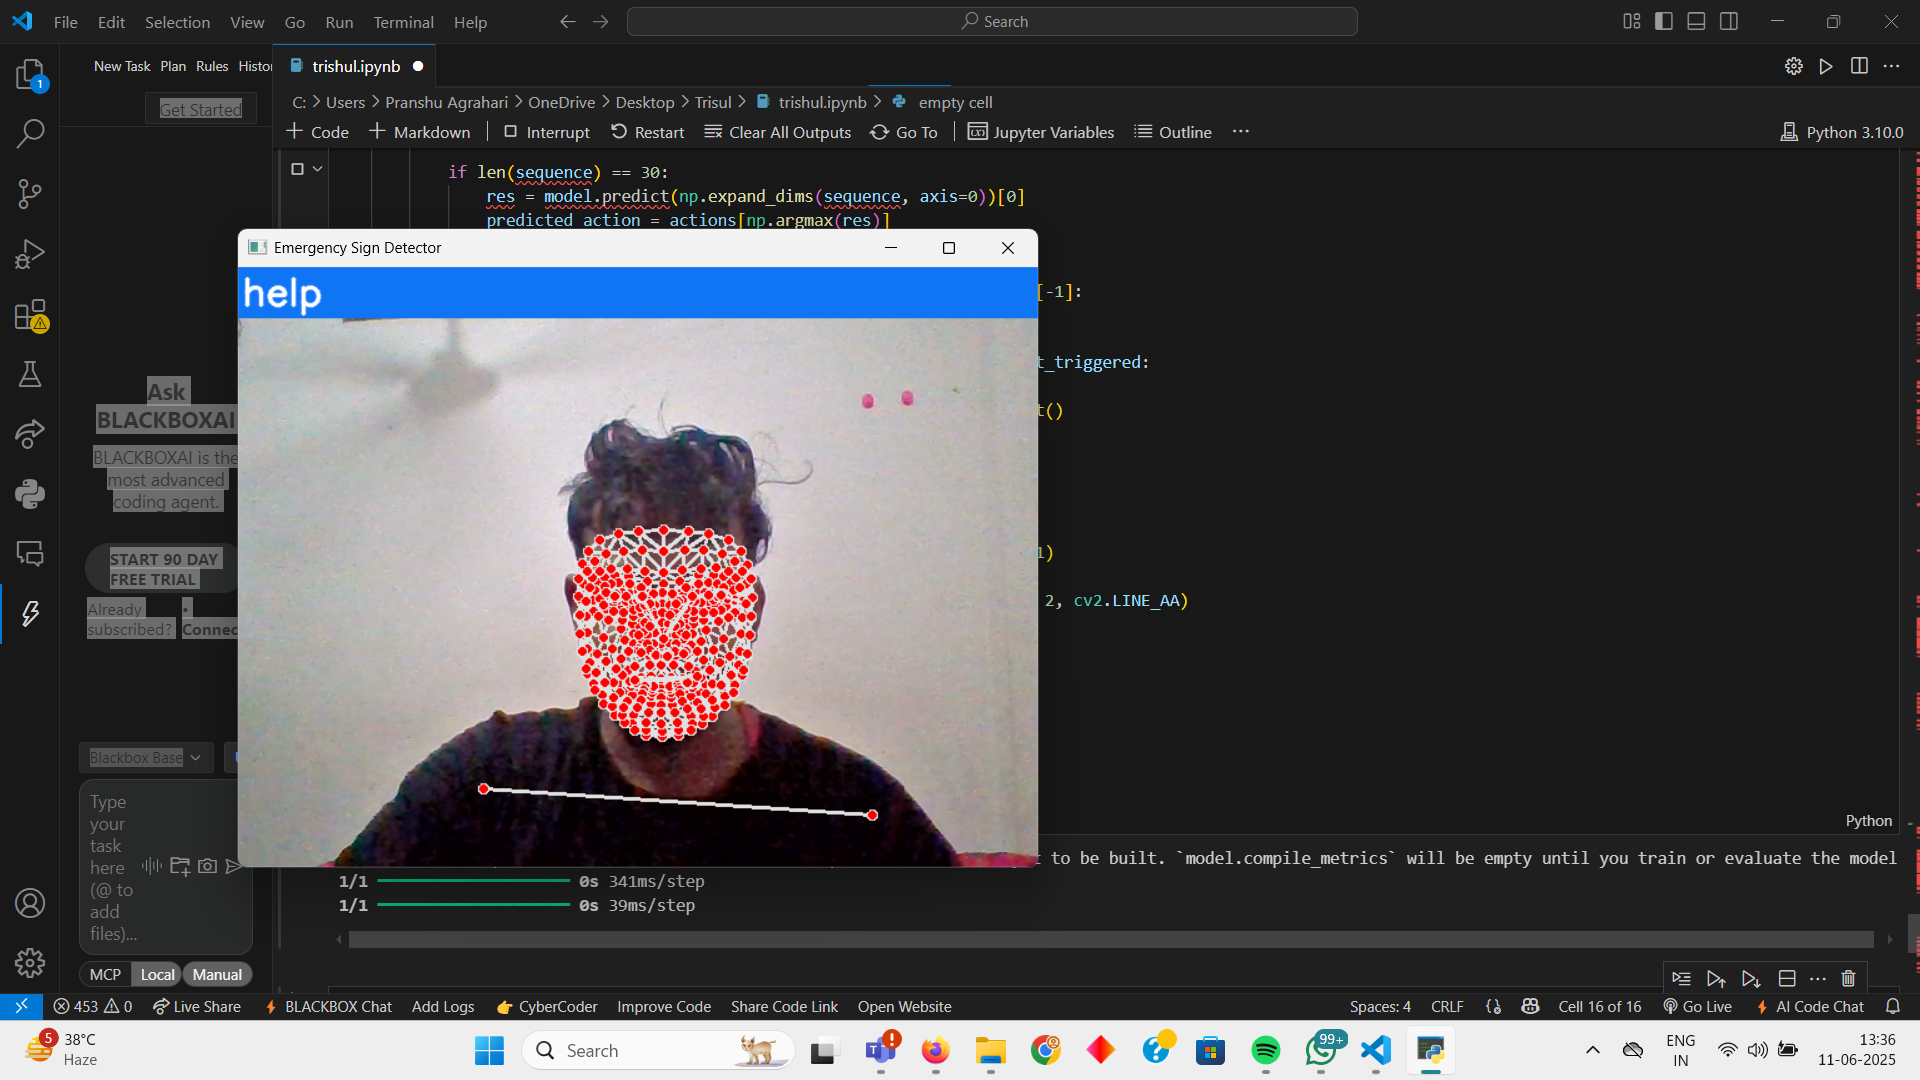 File Edit Selection View Go Run Terminal Help
Search
New Task Plan Rules Histor
trishul.ipynb
Get Started
C: > Users > Pranshu Agrahari > OneDrive > Desktop > Trisul > trishul.ipynb > empty cell
+ Code + Markdown | Interrupt Restart Clear All Outputs Go To | Jupyter Variables Outline ...
Python 3.10.0
if len(sequence) == 30:
res = model.predict(np.expand_dims(sequence, axis=0))[0]
predicted_action = actions[np.argmax(res)]
Emergency Sign Detector
help
[-1]:
t_triggered:
t()
1)
2, cv2.LINE_AA)
Ask
BLACKBOXAI
BLACKBOXAI is the
most advanced
coding agent.
START 90 DAY
FREE TRIAL
Already
subscribed?
•
Connec
Blackbox Base
Type
your
task
here
(@ to
add
files)...
MCP Local Manual
Python
t to be built. `model.compile_metrics` will be empty until you train or evaluate the model
1/1 0s 341ms/step
1/1 0s 39ms/step
1
453 0 Live Share BLACKBOX Chat Add Logs CyberCoder Improve Code Share Code Link Open Website
Spaces: 4 CRLF {} Cell 16 of 16 Go Live AI Code Chat
5
38°C
Haze
Search
99+
ENG
IN
13:36
11-06-2025